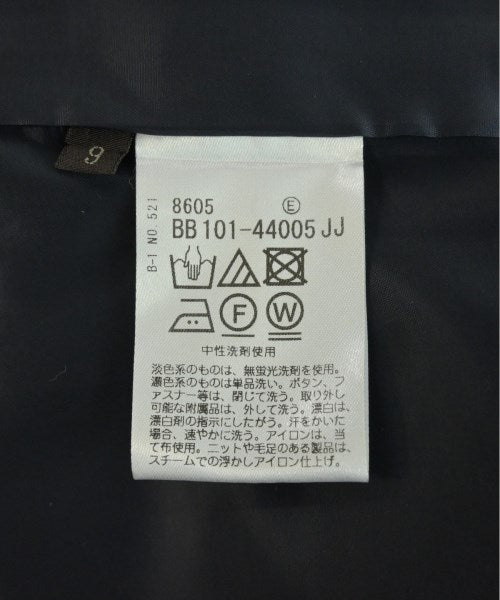 9
B-1 NO 521
8605 E
BB 101-44005 JJ
F W
中性洗剤使用
淡色系のものは、無蛍光洗剤を使用。
濃色系のものは単品洗い。ボタン、フ
ァスナー等は、閉じて洗う。取り外し
可能な附属品は、外して洗う。漂白は、
漂白剤の指示にしたがう。汗をかいた
場合、速やかに洗う。アイロンは、当
て布使用。ニットや毛足のある製品は、
スチームでの浮かしアイロン仕上げ。